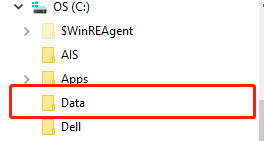 OS (C:)
$WinREAgent
AIS
Apps
Data
Dell